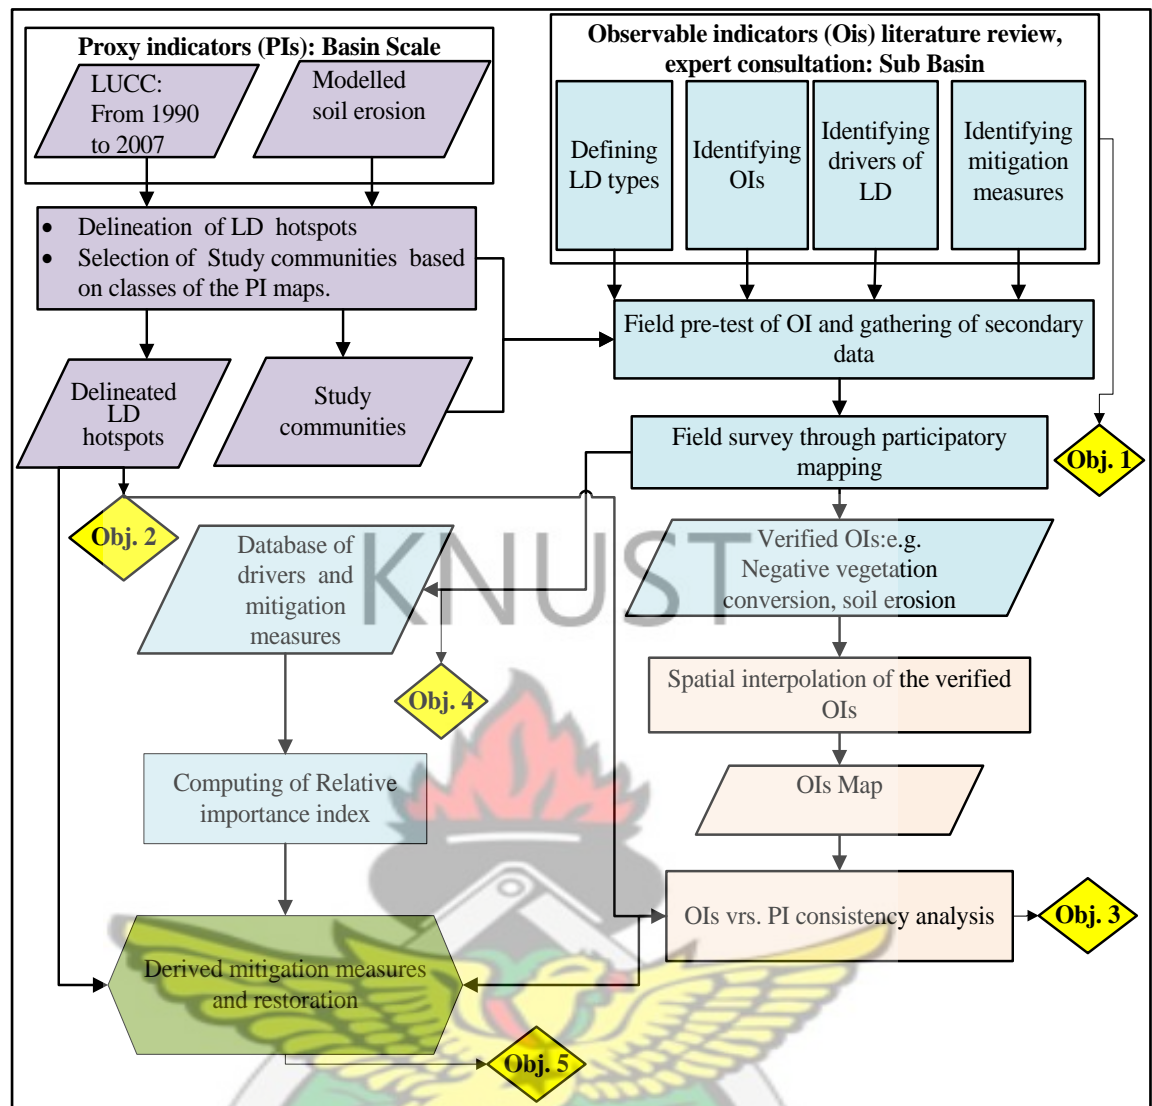 Proxy indicators (PIs): Basin Scale
LUCC:
From 1990
to 2007
Modelled
soil erosion
Observable indicators (Ois) literature review,
expert consultation: Sub Basin
Defining
LD types
Identifying
OIs
Identifying
drivers of
LD
Identifying
mitigation
measures
• Delineation of LD hotspots
• Selection of Study communities based
on classes of the PI maps.
Field pre-test of OI and gathering of secondary
data
Delineated
LD
hotspots
Study
communities
Field survey through participatory
mapping
Obj. 1
Obj. 2
Database of
drivers and
mitigation
measures
KNUST
Verified OIs:e.g.
Negative vegetation
conversion, soil erosion
Obj. 4
Spatial interpolation of the verified
OIs
Computing of Relative
importance index
OIs Map
OIs vrs. PI consistency analysis
Obj. 3
Derived mitigation measures
and restoration
Obj. 5